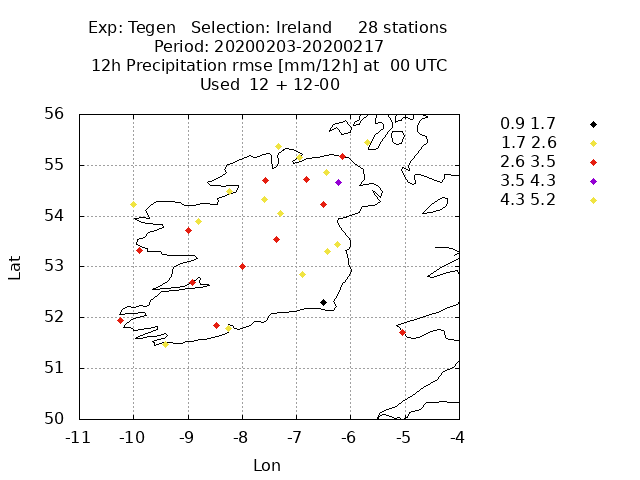 Exp: Tegen Selection: Ireland 28 stations
Period: 20200203-20200217
12h Precipitation rmse [mm/12h] at 00 UTC
Used 12 + 12-00
56
55
54
53
52
51
50
Lat
-11 -10 -9 -8 -7 -6 -5 -4
Lon
0.9 1.7
1.7 2.6
2.6 3.5
3.5 4.3
4.3 5.2